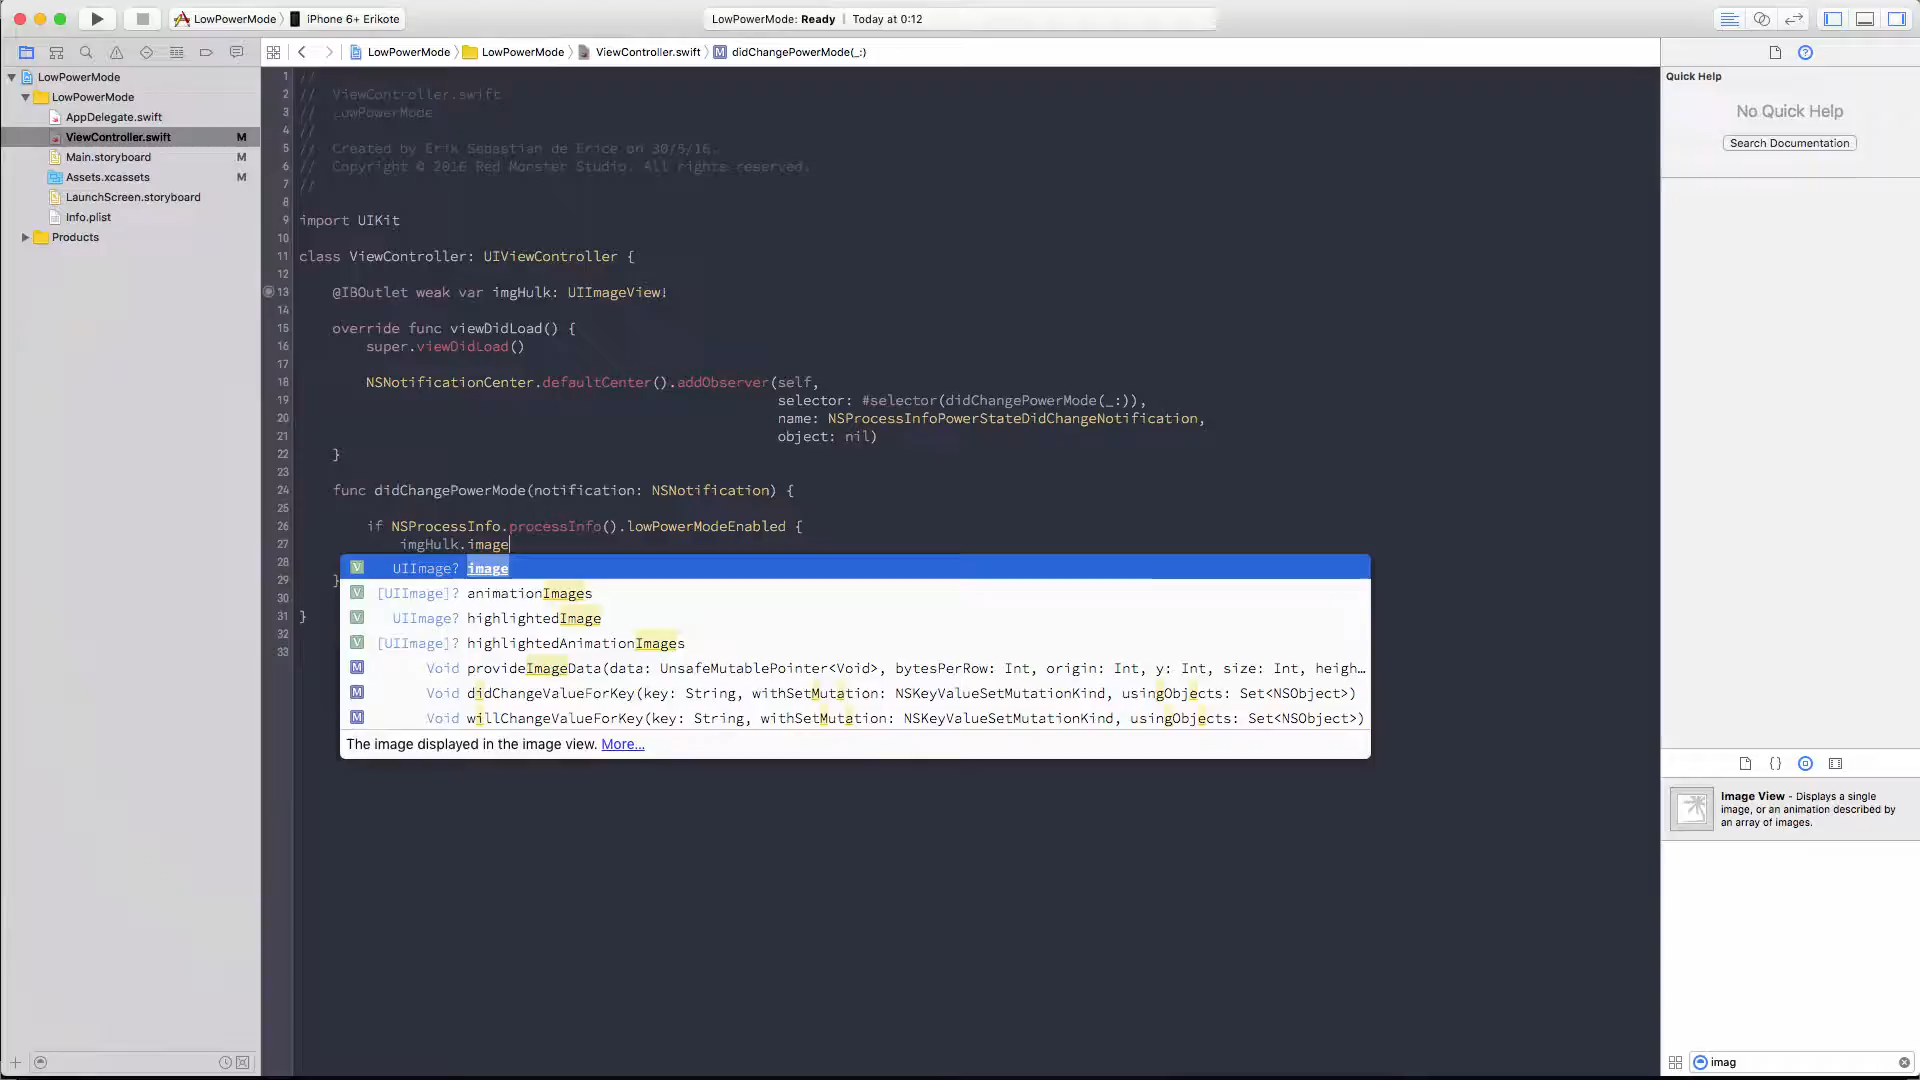 LowPowerMode
iPhone 6+ Erikote
LowPowerMode: Ready
Today at 0:12
LowPowerMode
LowPowerMode
ViewController.swift
didChangePowerMode(_:)
LowPowerMode
LowPowerMode
AppDelegate.swift
ViewController.swift M
Main.storyboard M
Assets.xcassets M
LaunchScreen.storyboard
Info.plist
Products
1 //
2 // ViewController.swift
3 // LowPowerMode
4 //
5 // Created by Erik Sebastian de Erice on 30/5/16.
6 // Copyright © 2016 Red Monster Studio. All rights reserved.
7 //
8
9 import UIKit
10
11 class ViewController: UIViewController {
12
13 @IBOutlet weak var imgHulk: UIImageView!
14
15 override func viewDidLoad() {
16 super.viewDidLoad()
17
18 NSNotificationCenter.defaultCenter().addObserver(self,
19 selector: #selector(didChangePowerMode(_:)),
20 name: NSProcessInfoPowerStateDidChangeNotification,
21 object: nil)
22 }
23
24 func didChangePowerMode(notification: NSNotification) {
25
26 if NSProcessInfo.processInfo().lowPowerModeEnabled {
27 imgHulk.image
28
29 }
30
31 }
32
33
V UIImage? image
V [UIImage]? animationImages
V UIImage? highlightedImage
V [UIImage]? highlightedAnimationImages
M Void provideImageData(data: UnsafeMutablePointer<Void>, bytesPerRow: Int, origin: Int, y: Int, size: Int, heigh...
M Void didChangeValueForKey(key: String, withSetMutation: NSKeyValueSetMutationKind, usingObjects: Set<NSObject>)
M Void willChangeValueForKey(key: String, withSetMutation: NSKeyValueSetMutationKind, usingObjects: Set<NSObject>)
The image displayed in the image view. More...
Quick Help
No Quick Help
Search Documentation
Image View - Displays a single
image, or an animation described by
an array of images.
imag